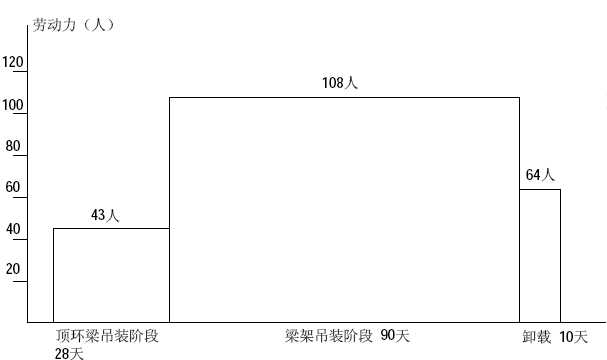 劳动力（人）
120
100
80
60
40
20
108人
64人
43人
顶环梁吊装阶段
28天
梁架吊装阶段 90天
卸载 10天